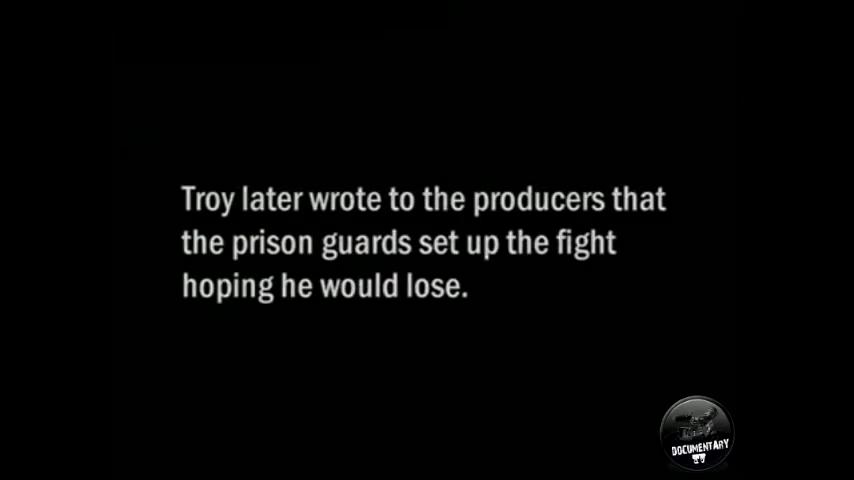 Troy later wrote to the producers that
the prison guards set up the fight
hoping he would lose.
DOCUMENTARY
TV